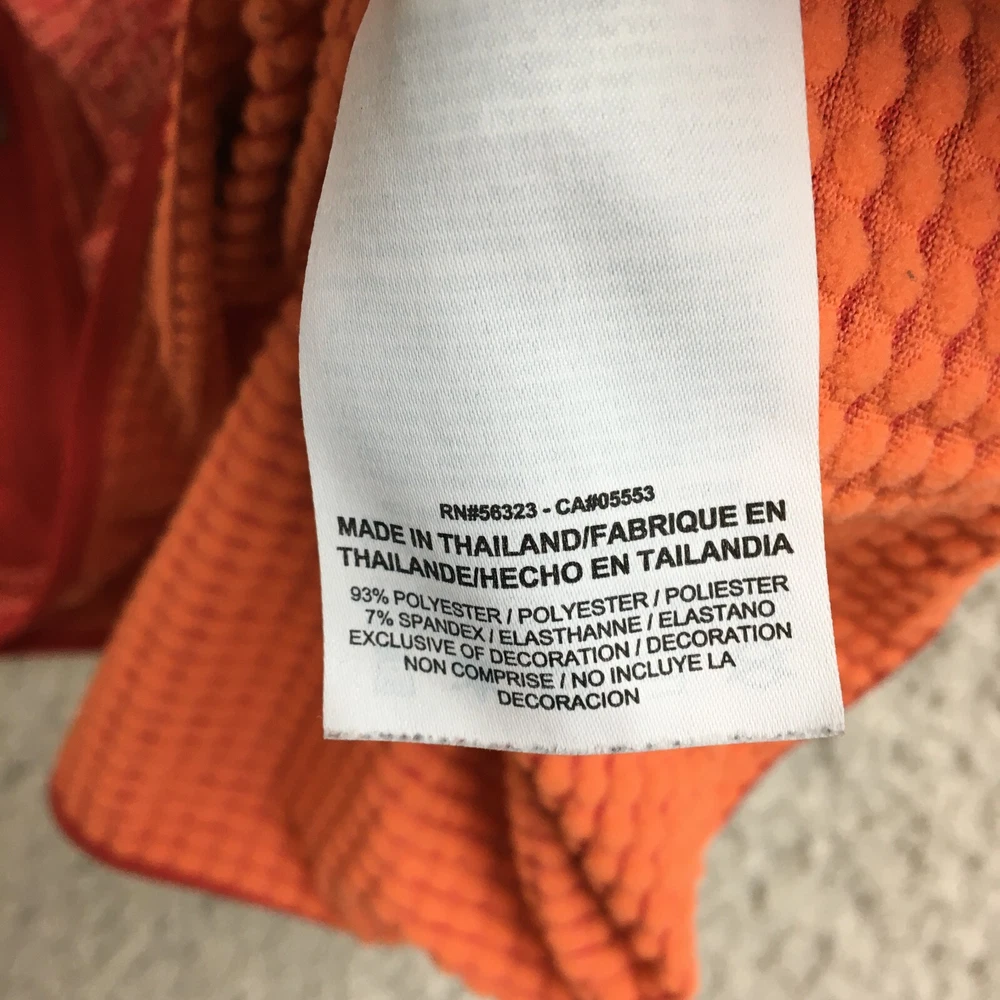 RN#56323 - CA#05553
MADE IN THAILAND/FABRIQUE EN
THAILANDE/HECHO EN TAILANDIA
93% POLYESTER / POLYESTER / POLIESTER
7% SPANDEX / ELASTHANNE / ELASTANO
EXCLUSIVE OF DECORATION / DECORATION
NON COMPRISE / NO INCLUYE LA
DECORACION